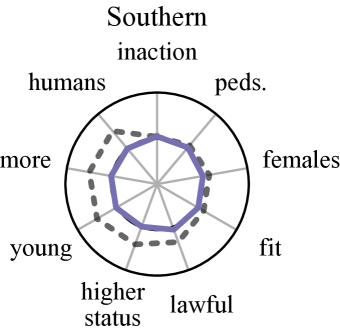 Southern
inaction
humans
peds.
more
females
young
fit
higher
status
lawful